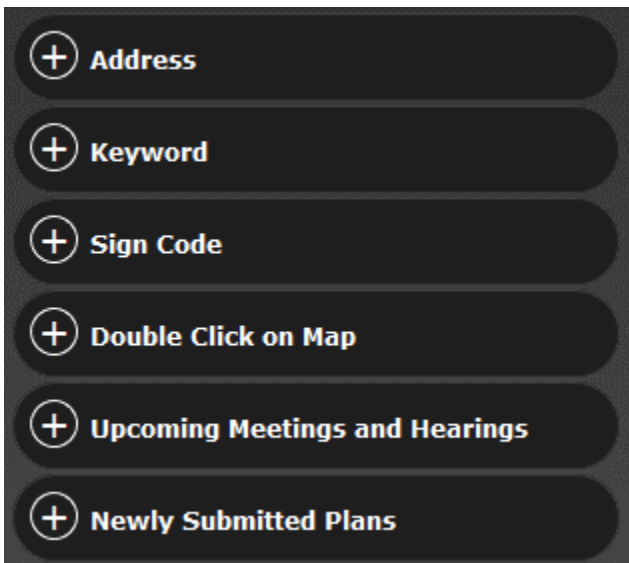 Address
Keyword
Sign Code
Double Click on Map
Upcoming Meetings and Hearings
Newly Submitted Plans